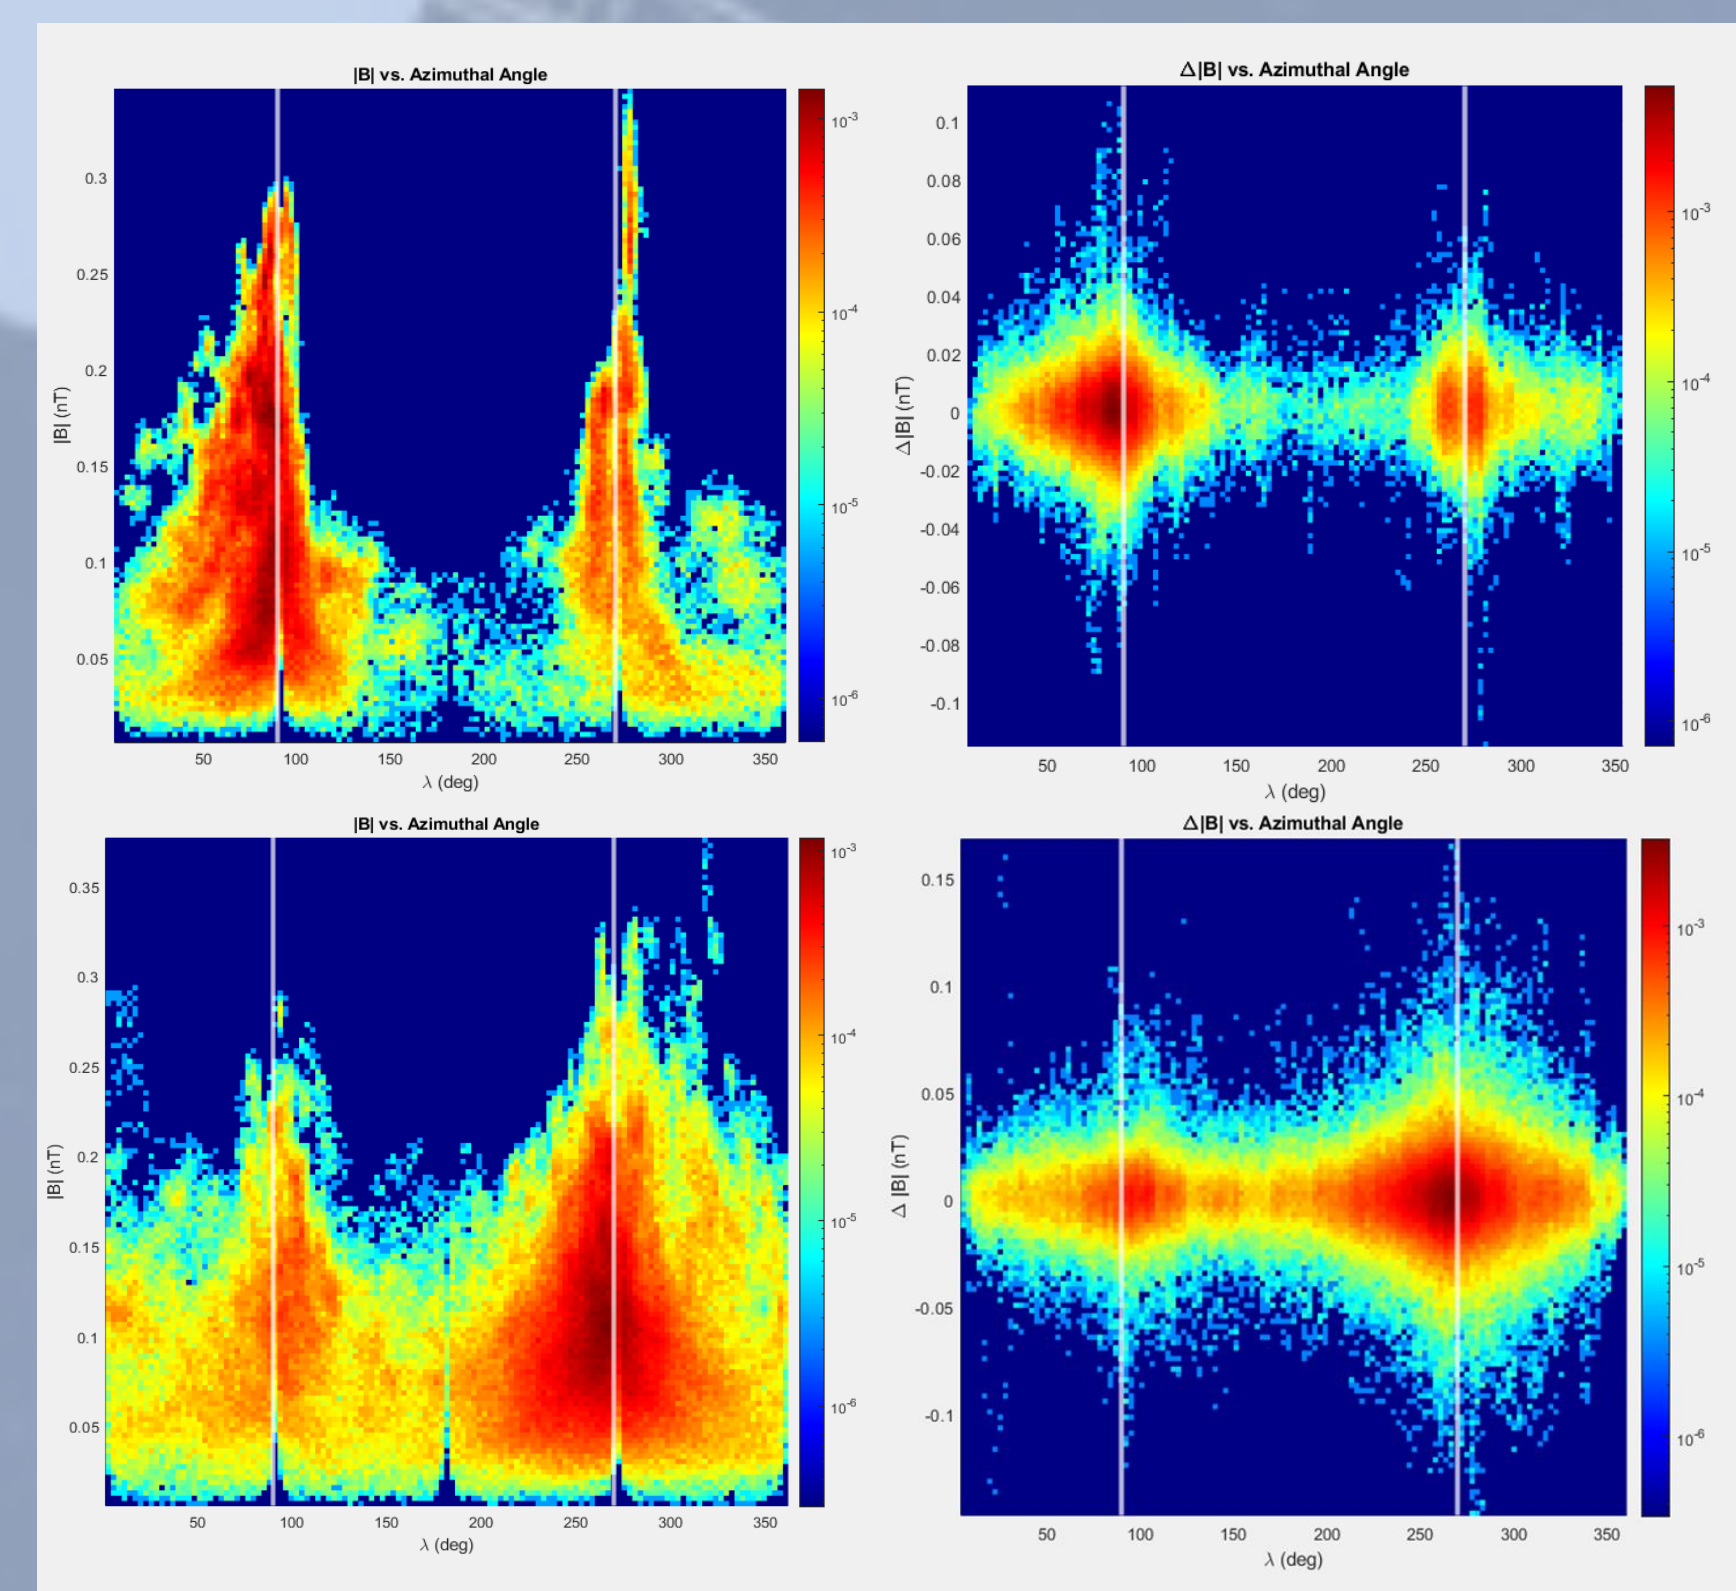 |B| vs. Azimuthal Angle
0.3
0.25
0.2
0.15
0.1
0.05
|B| (nT)
50 100 150 200 250 300 350
λ (deg)
10-3
10-4
10-5
10-6
Δ|B| vs. Azimuthal Angle
0.1
0.08
0.06
0.04
0.02
0
-0.02
-0.04
-0.06
-0.08
-0.1
Δ|B| (nT)
50 100 150 200 250 300 350
λ (deg)
10-3
10-4
10-5
10-6
|B| vs. Azimuthal Angle
0.35
0.3
0.25
0.2
0.15
0.1
0.05
|B| (nT)
50 100 150 200 250 300 350
λ (deg)
10-3
10-4
10-5
10-6
Δ|B| vs. Azimuthal Angle
0.15
0.1
0.05
0
-0.05
-0.1
Δ |B| (nT)
50 100 150 200 250 300 350
λ (deg)
10-3
10-4
10-5
10-6